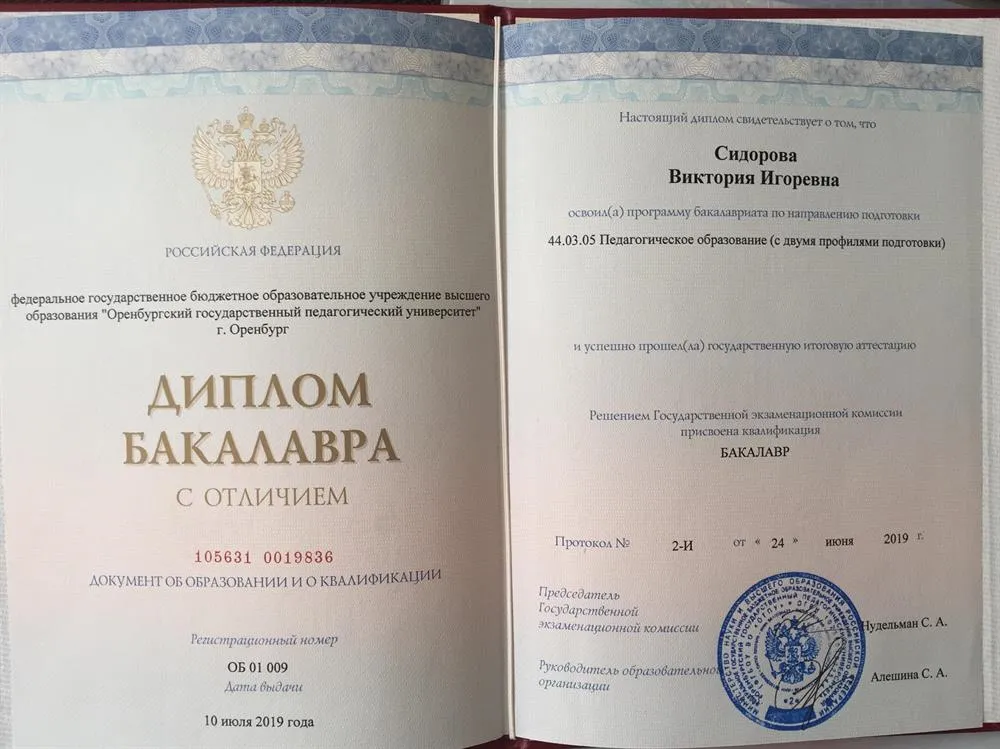 РОССИЙСКАЯ ФЕДЕРАЦИЯ
федеральное государственное бюджетное образовательное учреждение высшего
образования "Оренбургский государственный педагогический университет"
г. Оренбург
ДИПЛОМ
БАКАЛАВРА
С ОТЛИЧИЕМ
105631 0019836
ДОКУМЕНТ ОБ ОБРАЗОВАНИИ И О КВАЛИФИКАЦИИ
Регистрационный номер
ОБ 01 009
Дата выдачи
10 июля 2019 года
Настоящий диплом свидетельствует о том, что
Сидорова
Виктория Игоревна
освоил(а) программу бакалавриата по направлению подготовки
44.03.05 Педагогическое образование (с двумя профилями подготовки)
и успешно прошел(ла) государственную итоговую аттестацию
Решением Государственной экзаменационной комиссии
присвоена квалификация
БАКАЛАВР
Протокол № 2-И от « 24 » июня 2019 г.
Председатель
Государственной
экзаменационной комиссии
Нудельман С. А.
Руководитель образовательной
организации
Алешина С. А.